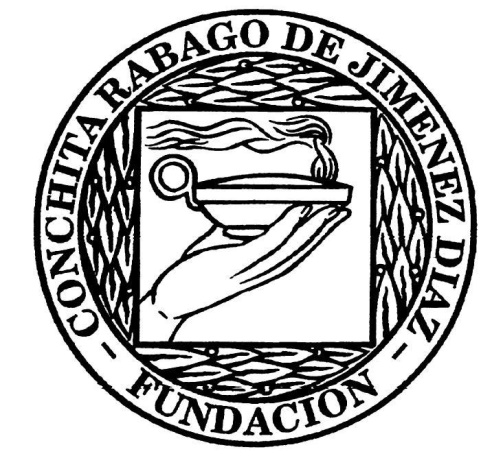 CONCHITA RABAGO DE JIMENEZ DIAZ
FUNDACION